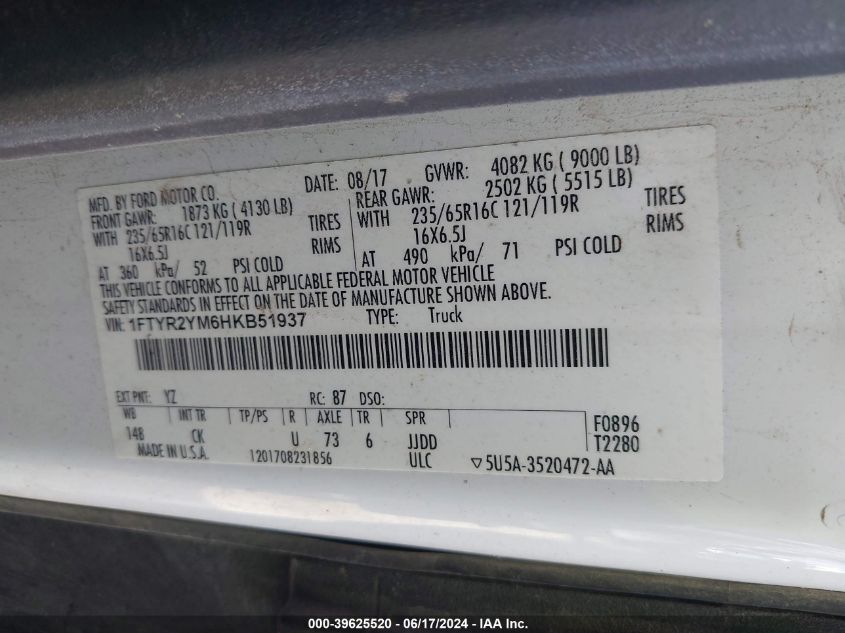 MFD. BY FORD MOTOR CO. DATE: 08/17 GVWR: 4082 KG ( 9000 LB)
FRONT GAWR: 1873 KG ( 4130 LB) REAR GAWR: 2502 KG ( 5515 LB)
WITH 235/65R16C 121/119R TIRES WITH 235/65R16C 121/119R TIRES
16X6.5J RIMS 16X6.5J RIMS
AT 360 kPa/ 52 PSI COLD AT 490 kPa/ 71 PSI COLD
THIS VEHICLE CONFORMS TO ALL APPLICABLE FEDERAL MOTOR VEHICLE
SAFETY STANDARDS IN EFFECT ON THE DATE OF MANUFACTURE SHOWN ABOVE.
VIN: 1FTYR2YM6HKB51937 TYPE: Truck
EXT PNT: YZ RC: 87 DSO:
WB INT TR TP/PS R AXLE TR SPR F0896
148 CK U 73 6 JJDD T2280
MADE IN U.S.A. 1201708231856 ULC ▽5U5A-3520472-AA
000-39625520 - 06/17/2024 - IAA Inc.